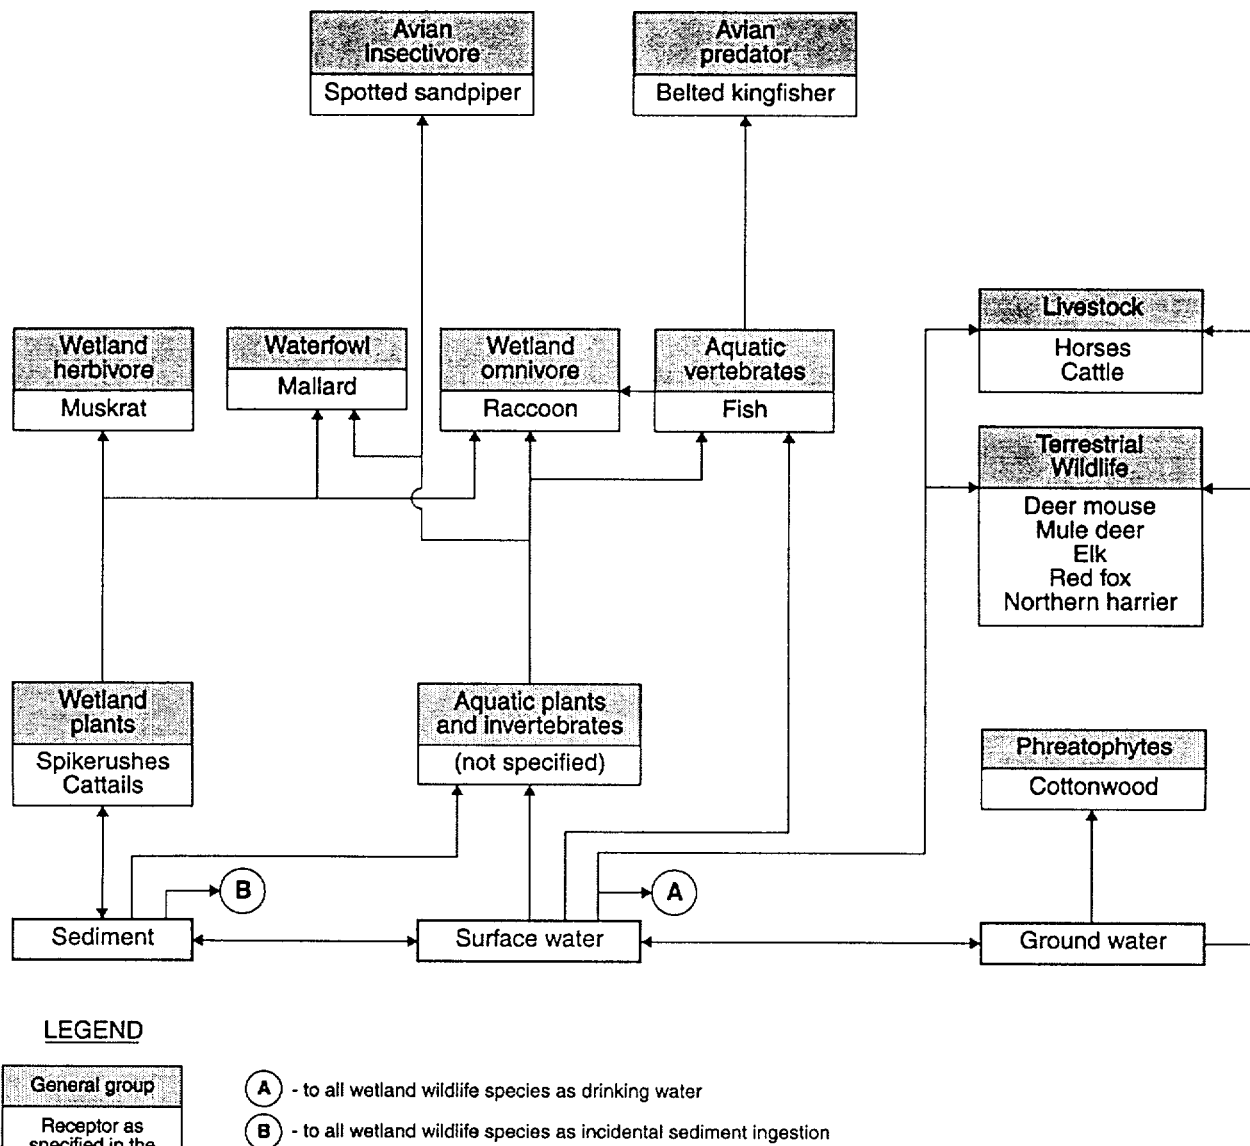 Avian
insectivore
Spotted sandpiper
Avian
predator
Belted kingfisher
Wetland
herbivore
Muskrat
Waterfowl
Mallard
Wetland
omnivore
Raccoon
Aquatic
vertebrates
Fish
Livestock
Horses
Cattle
Terrestrial
Wildlife
Deer mouse
Mule deer
Elk
Red fox
Northern harrier
Wetland
plants
Spikerushes
Cattails
Aquatic plants
and invertebrates
(not specified)
Phreatophytes
Cottonwood
B
A
Sediment
Surface water
Ground water
LEGEND
General group
Receptor as
specified in the
A - to all wetland wildlife species as drinking water
B - to all wetland wildlife species as incidental sediment ingestion